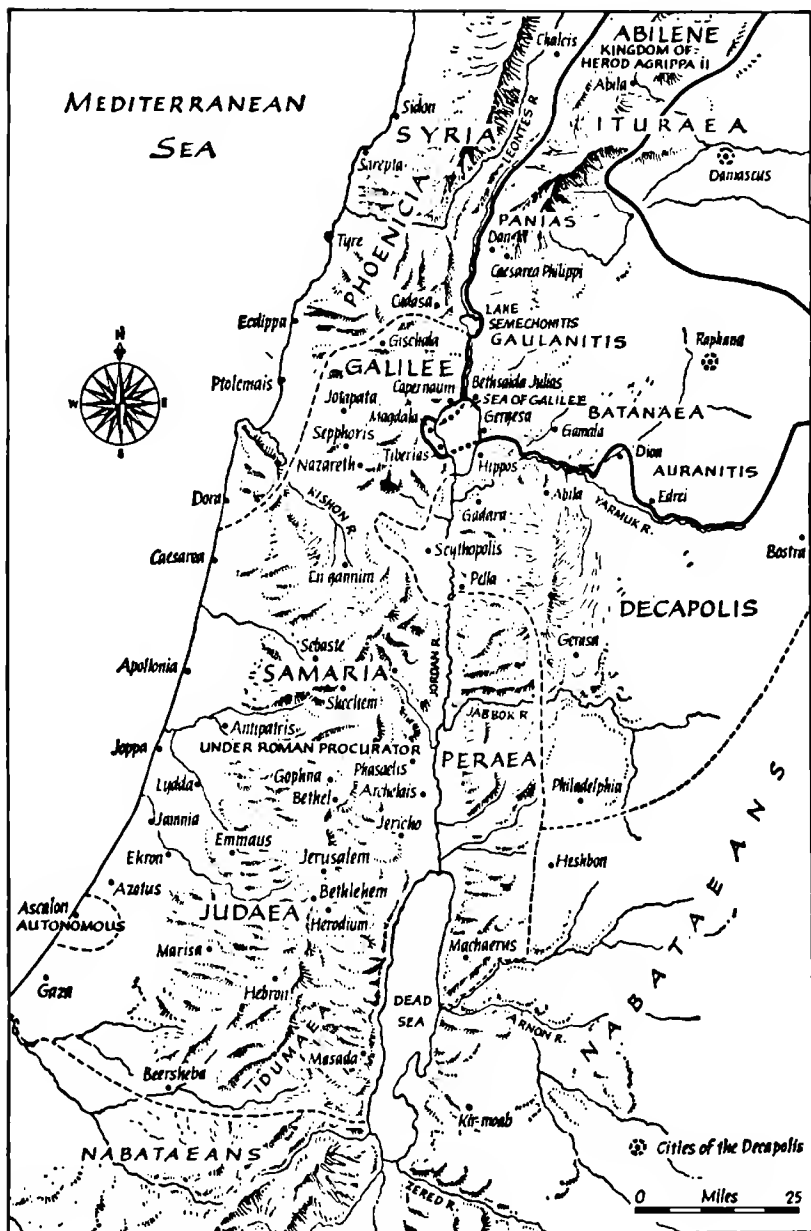 MEDITERRANEAN
SEA
ABILENE
KINGDOM OF
HEROD AGRIPPA II
Chalcis
Abila
Sidon
SYRIA
LEONTES R.
ITURAEA
Sarepta
Damascus
PHOENICIA
PANIAS
Dan
Tyre
Caesarea Philippi
Cadasa
LAKE
SEMECHONITIS
Ecdippa
Gischala
GAULANITIS
Raphana
GALILEE
Ptolemais
Capernaum
Bethsaida Julias
Jotapata
SEA OF GALILEE
BATANAEA
Magdala
Gergesa
Gamala
Sepphoris
Tiberias
Hippos
Dion
Nazareth
AURANITIS
N
W
E
S
Dora
KISHON R.
Gadara
Abila
YARMUK R.
Edrei
Caesarea
Scythopolis
Bostra
En gannim
Pella
DECAPOLIS
Sebaste
Gerasa
Apollonia
SAMARIA
JORDAN R.
Shechem
JABBOK R.
Antipatris
Joppa
UNDER ROMAN PROCURATOR
PERAEA
Phasaelis
Lydda
Gophna
Archelais
Philadelphia
Bethel
Jamnia
Jericho
Emmaus
Ekron
Jerusalem
Heshbon
Azotus
Bethlehem
Ascalon
AUTONOMOUS
JUDAEA
Herodium
Marisa
Machaerus
NABATAEANS
Gaza
Hebron
DEAD
SEA
ARNON R.
IDUMAEA
Masada
Beersheba
Kir-moab
NABATAEANS
Cities of the Decapolis
ZERED R.
0 Miles 25